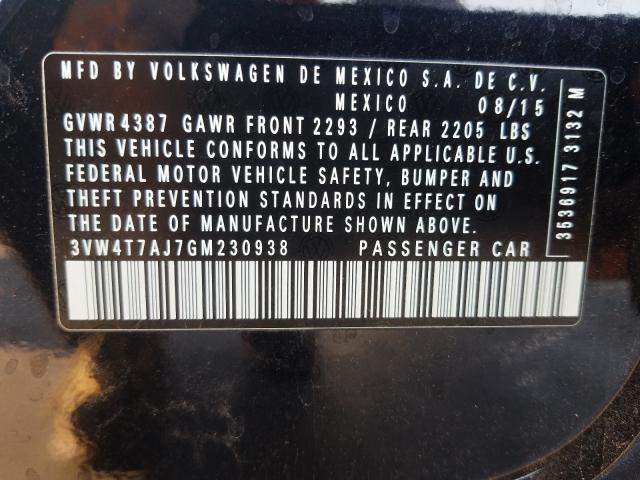 MFD BY VOLKSWAGEN DE MEXICO S.A. DE C.V.
MEXICO 08/15
GVWR 4387 GAWR FRONT 2293 / REAR 2205 LBS
THIS VEHICLE CONFORMS TO ALL APPLICABLE U.S.
FEDERAL MOTOR VEHICLE SAFETY, BUMPER AND
THEFT PREVENTION STANDARDS IN EFFECT ON
THE DATE OF MANUFACTURE SHOWN ABOVE.
3VW4T7AJ7GM230938 PASSENGER CAR
3536917 3T32 M